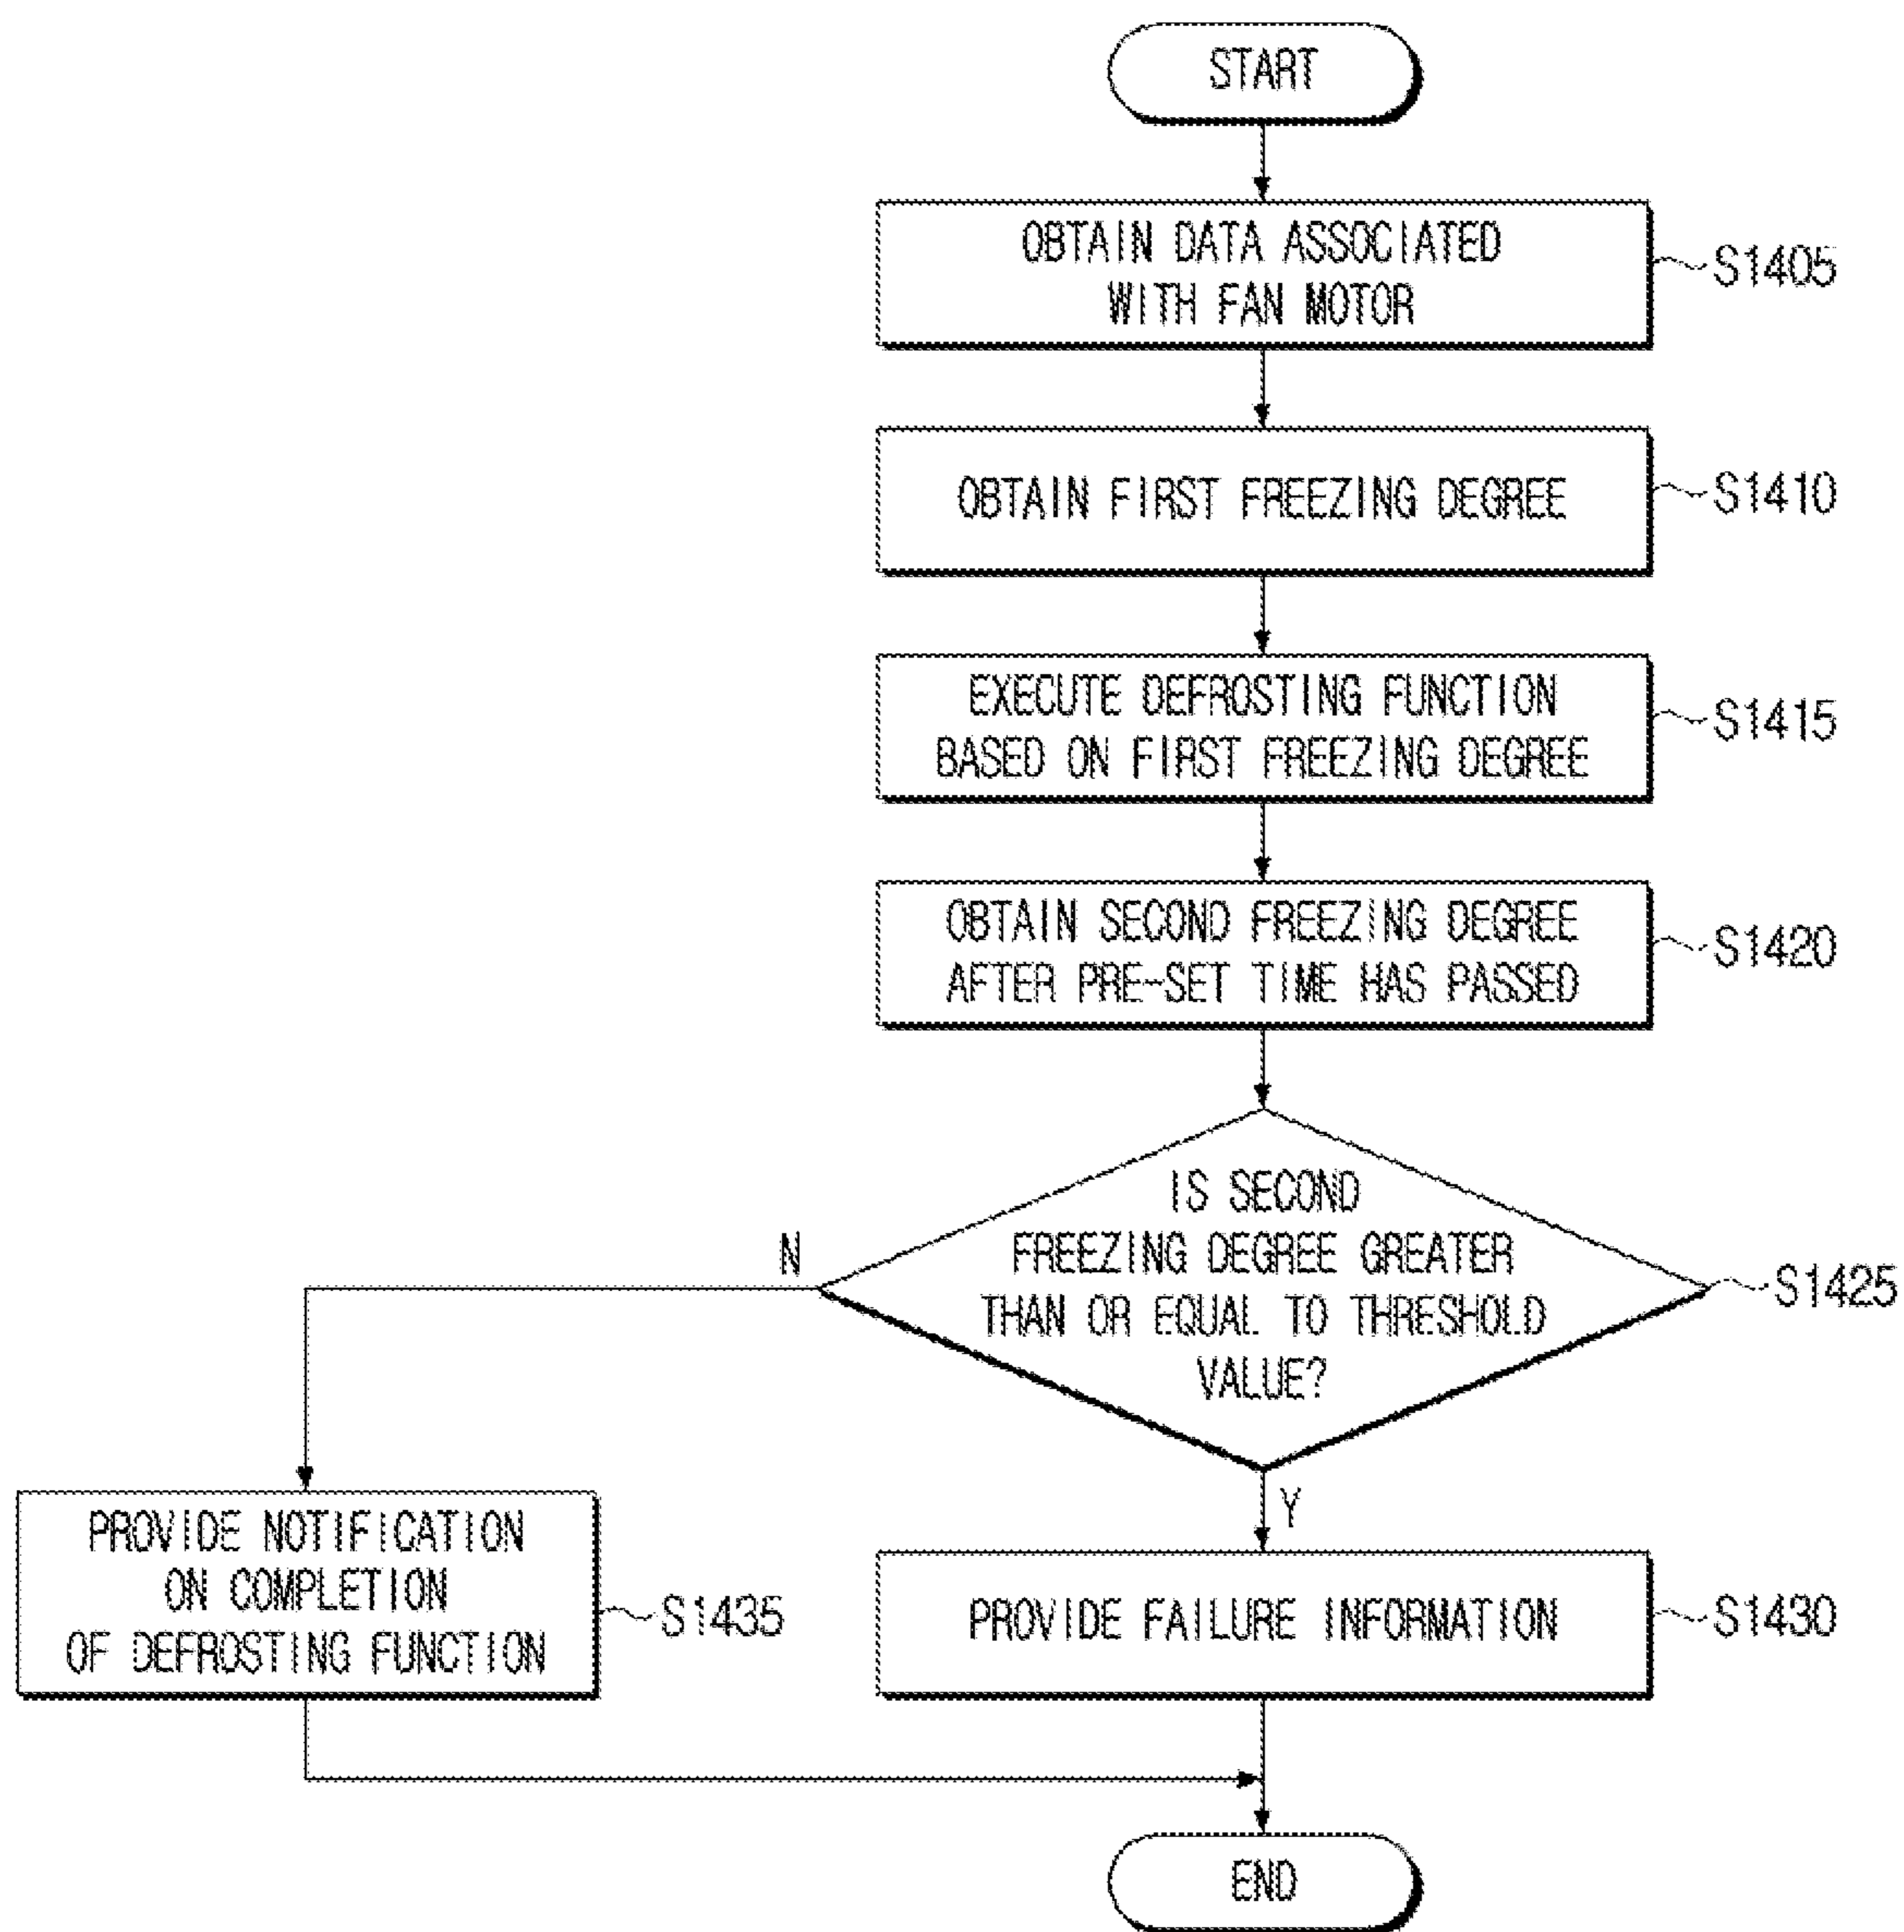 START
OBTAIN DATA ASSOCIATED
WITH FAN MOTOR
S1405
OBTAIN FIRST FREEZING DEGREE
S1410
EXECUTE DEFROSTING FUNCTION
BASED ON FIRST FREEZING DEGREE
S1415
OBTAIN SECOND FREEZING DEGREE
AFTER PRE-SET TIME HAS PASSED
S1420
IS SECOND
FREEZING DEGREE GREATER
THAN OR EQUAL TO THRESHOLD
VALUE?
S1425
N
Y
PROVIDE NOTIFICATION
ON COMPLETION
OF DEFROSTING FUNCTION
S1435
PROVIDE FAILURE INFORMATION
S1430
END